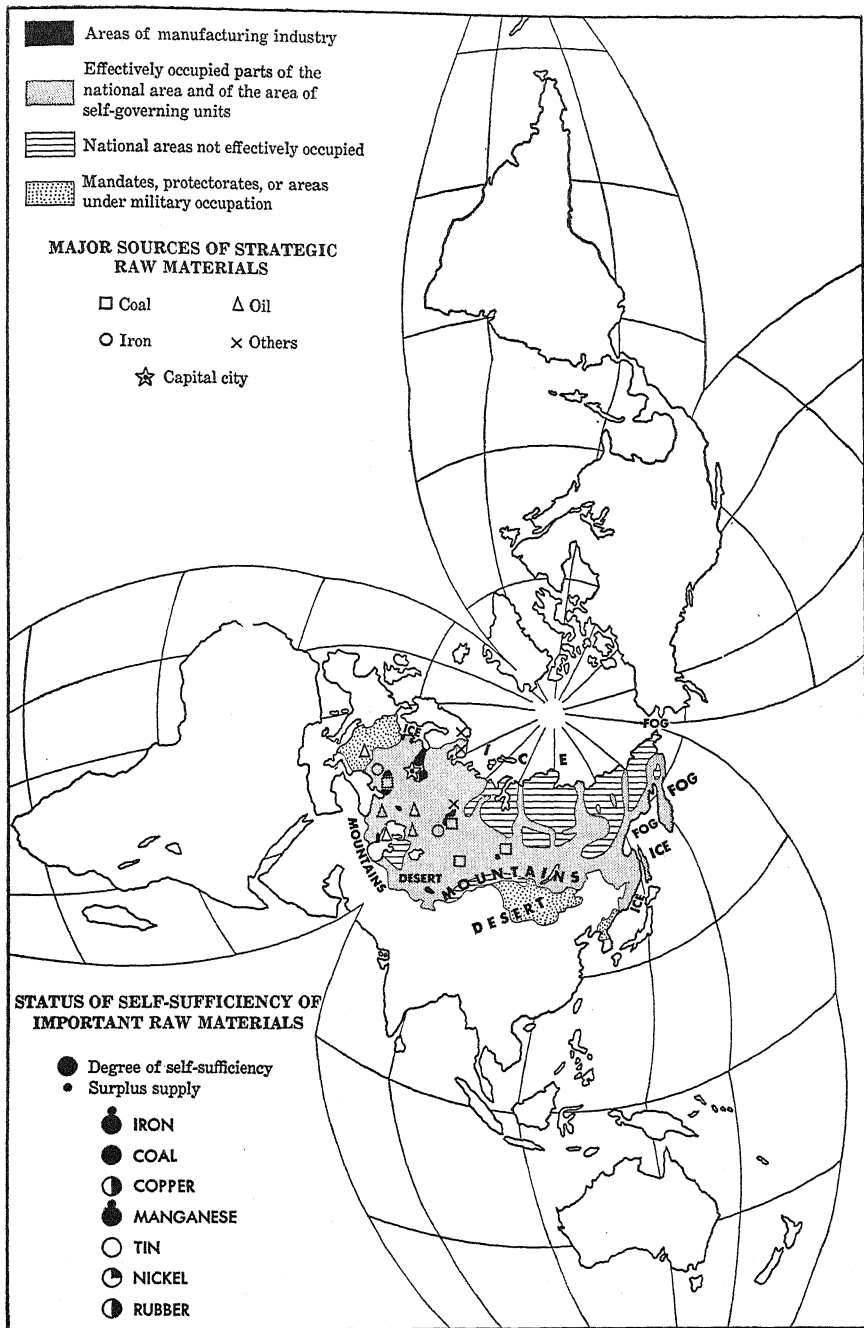 Areas of manufacturing industry
Effectively occupied parts of the
national area and of the area of
self-governing units
National areas not effectively occupied
Mandates, protectorates, or areas
under military occupation
MAJOR SOURCES OF STRATEGIC
RAW MATERIALS
Coal
Oil
Iron
Others
Capital city
FOG
ICE
I C E
FOG
FOG
ICE
MOUNTAINS
DESERT
MOUNTAINS
DESERT
ICE
STATUS OF SELF-SUFFICIENCY OF
IMPORTANT RAW MATERIALS
Degree of self-sufficiency
Surplus supply
IRON
COAL
COPPER
MANGANESE
TIN
NICKEL
RUBBER